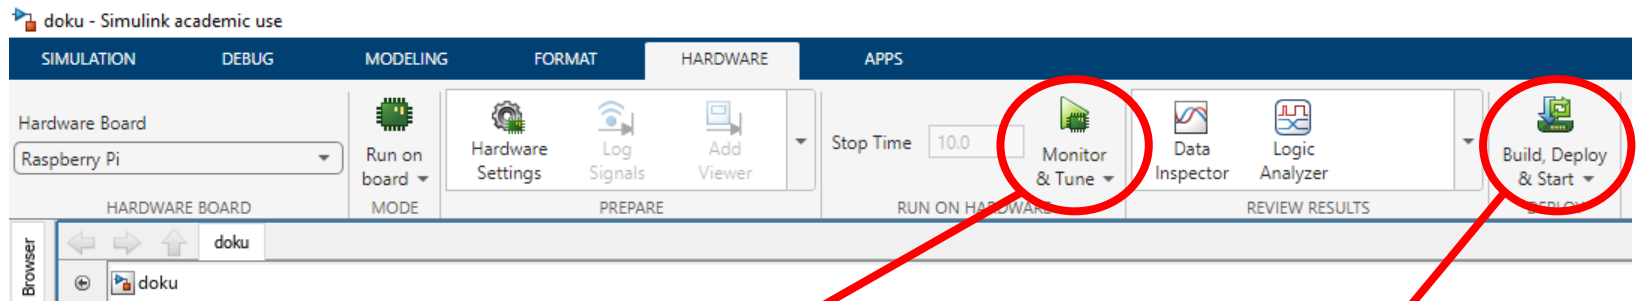 doku - Simulink academic use
SIMULATION DEBUG MODELING FORMAT HARDWARE APPS
Hardware Board
Raspberry Pi
Run on
board
Hardware
Settings
Log
Signals
Add
Viewer
Stop Time 10.0
Monitor
& Tune
Data
Inspector
Logic
Analyzer
Build, Deploy
& Start
HARDWARE BOARD MODE PREPARE RUN ON HARDWARE REVIEW RESULTS DEPLOY
Browser
doku
doku